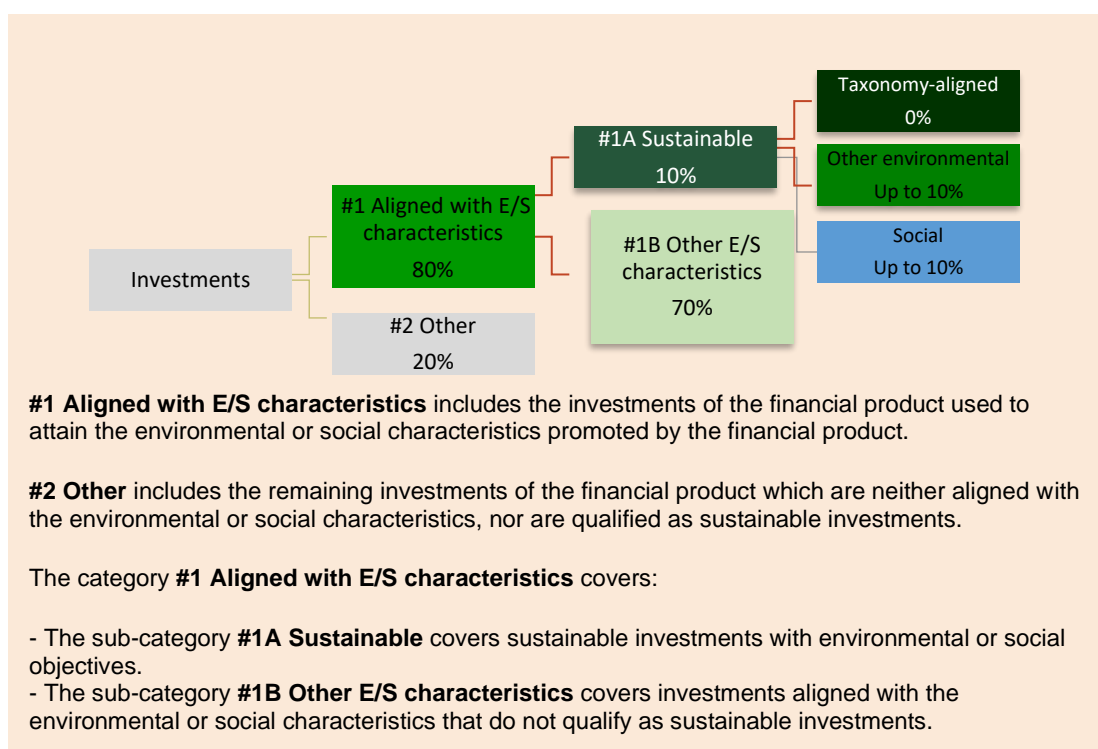 Investments
#1 Aligned with E/S
characteristics
80%
#2 Other
20%
#1A Sustainable
10%
#1B Other E/S
characteristics
70%
Taxonomy-aligned
0%
Other environmental
Up to 10%
Social
Up to 10%
#1 Aligned with E/S characteristics includes the investments of the financial product used to
attain the environmental or social characteristics promoted by the financial product.
#2 Other includes the remaining investments of the financial product which are neither aligned with
the environmental or social characteristics, nor are qualified as sustainable investments.
The category #1 Aligned with E/S characteristics covers:
- The sub-category #1A Sustainable covers sustainable investments with environmental or social
objectives.
- The sub-category #1B Other E/S characteristics covers investments aligned with the
environmental or social characteristics that do not qualify as sustainable investments.